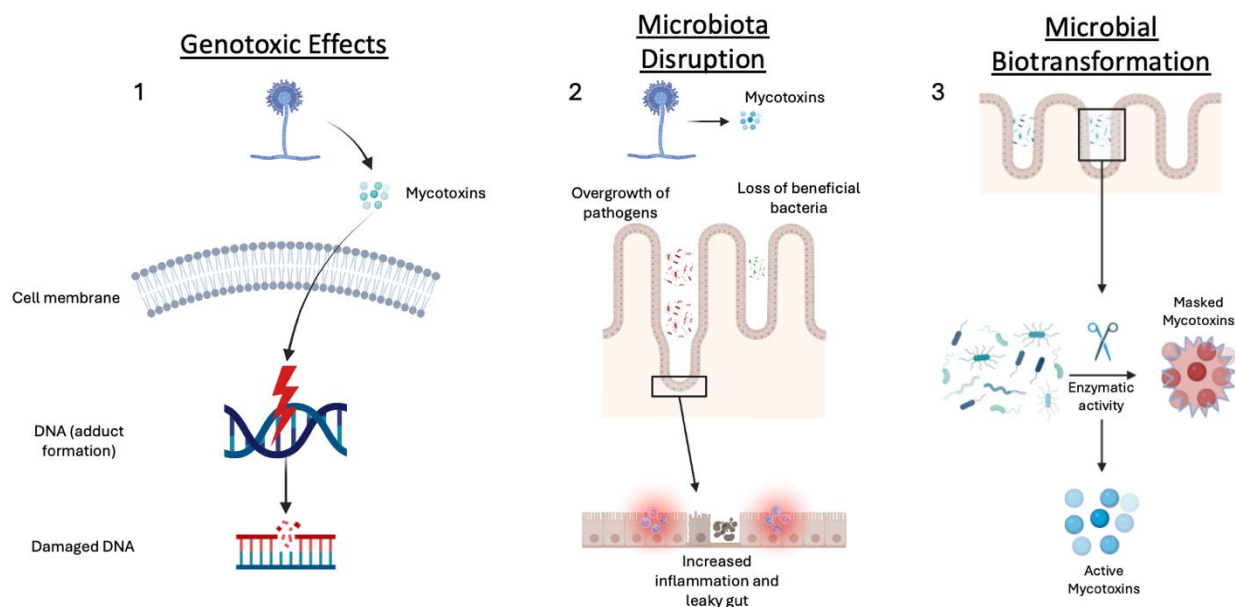 Genotoxic Effects
1
Mycotoxins
Cell membrane
DNA (adduct
formation)
Damaged DNA
Microbiota
Disruption
2
Mycotoxins
Overgrowth of
pathogens
Loss of beneficial
bacteria
Increased
inflammation and
leaky gut
Microbial
Biotransformation
3
Masked
Mycotoxins
Enzymatic
activity
Active
Mycotoxins